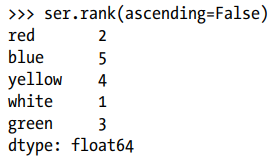 >>> ser.rank(ascending=False)
red 2
blue 5
yellow 4
white 1
green 3
dtype: float64